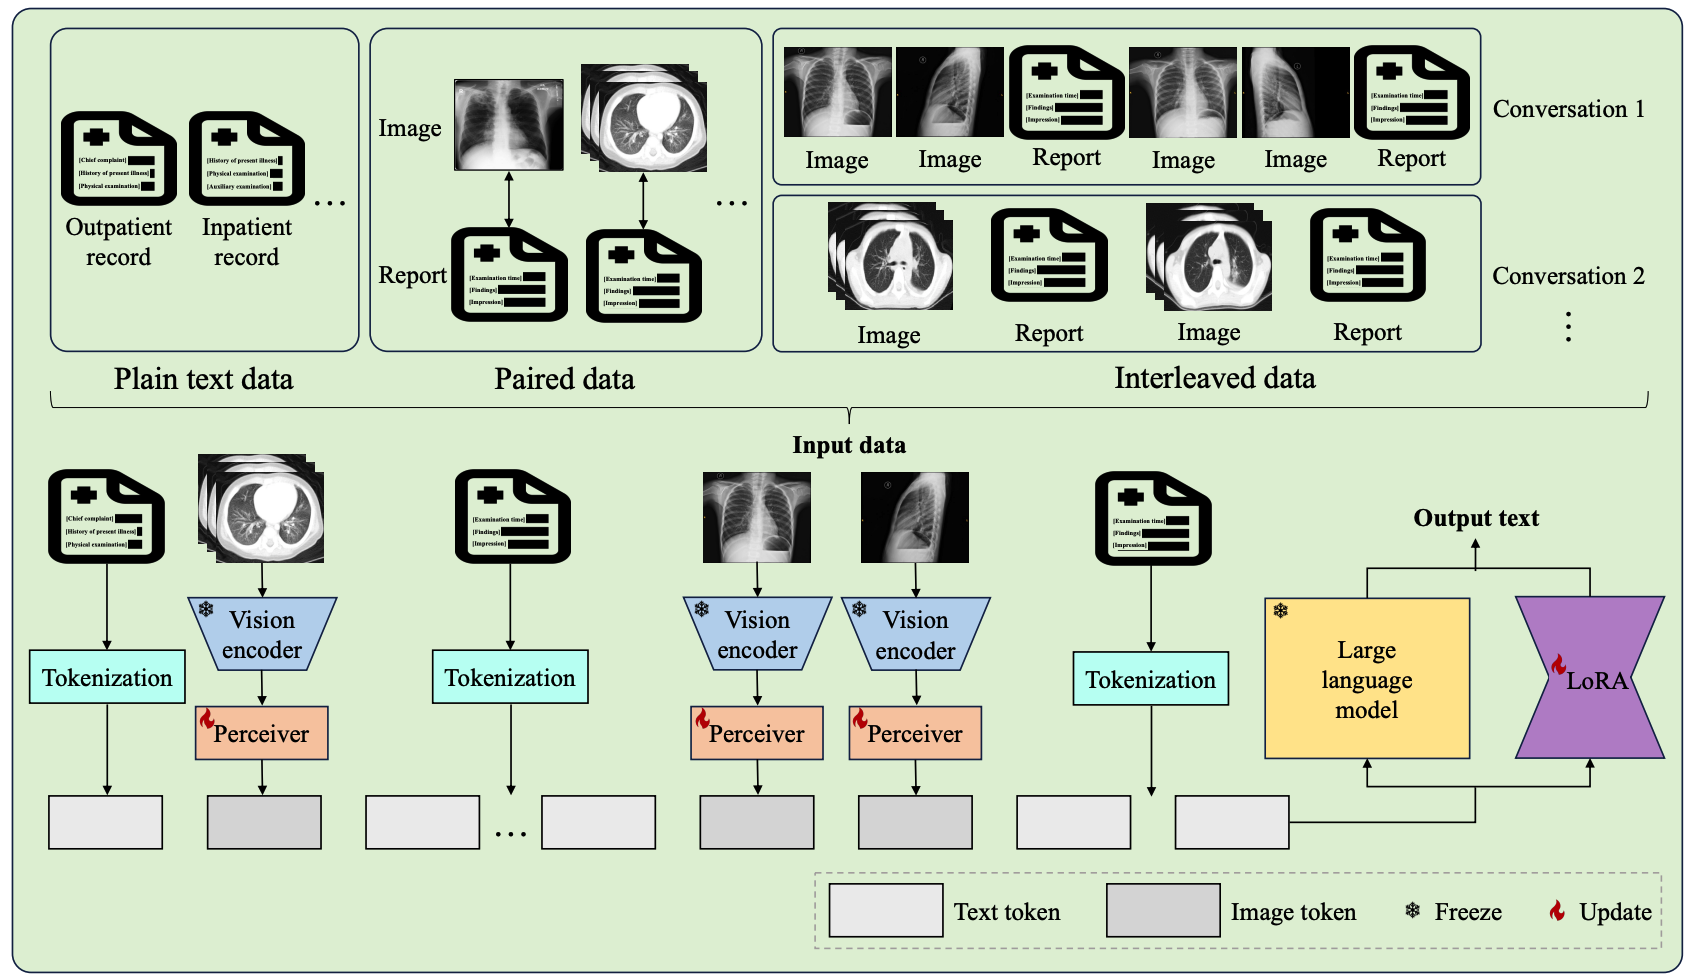 [Chief complaint]
[History of present illness]
[Physical examination]
Outpatient
record
[History of present illness]
[Physical examination]
[Auxiliary examination]
Inpatient
record
...
Plain text data
Image
Report
[Examination time]
[Findings]
[Impression]
[Examination time]
[Findings]
[Impression]
...
Paired data
Image
Image
[Examination time]
[Findings]
[Impression]
Report
Image
Image
[Examination time]
[Findings]
[Impression]
Report
Conversation 1
Image
[Examination time]
[Findings]
[Impression]
Report
Image
[Examination time]
[Findings]
[Impression]
Report
Conversation 2
...
Interleaved data
Input data
[Chief complaint]
[History of present illness]
[Physical examination]
Tokenization
Vision
encoder
Perceiver
[Examination time]
[Findings]
[Impression]
Tokenization
...
Vision
encoder
Perceiver
Vision
encoder
Perceiver
[Examination time]
[Findings]
[Impression]
Tokenization
Output text
Large
language
model
LoRA
Text token
Image token
Freeze
Update